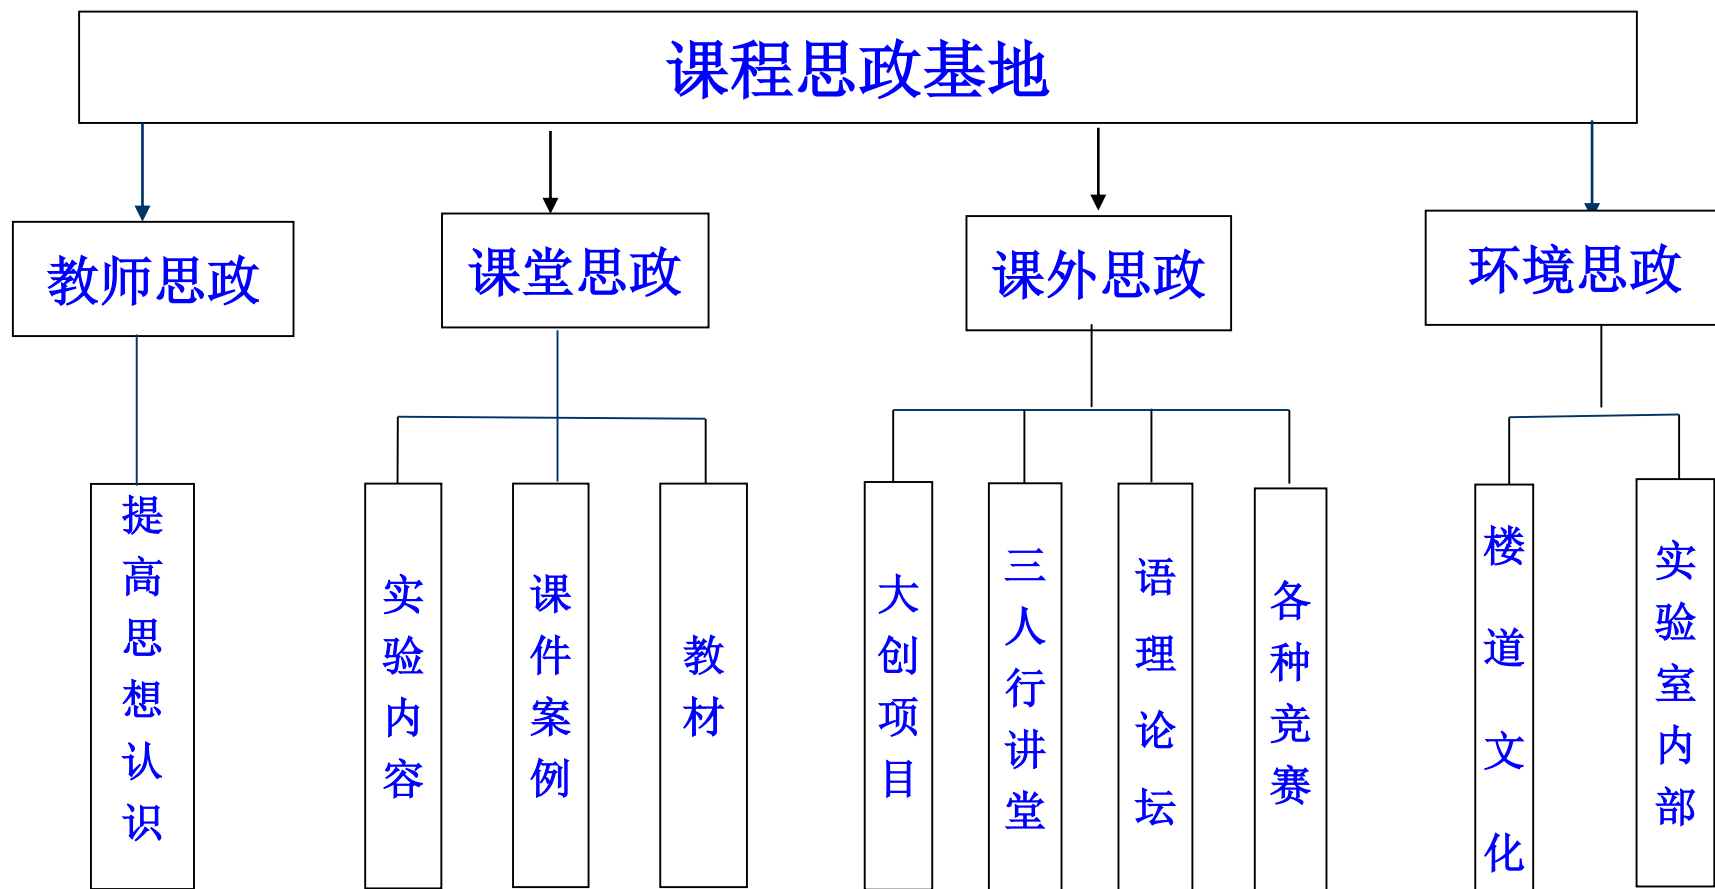 课程思政基地
教师思政
课堂思政
课外思政
环境思政
提高思想认识
实验内容
课件案例
教材
大创项目
三人行讲堂
语理论坛
各种竞赛
楼道文化
实验室内部